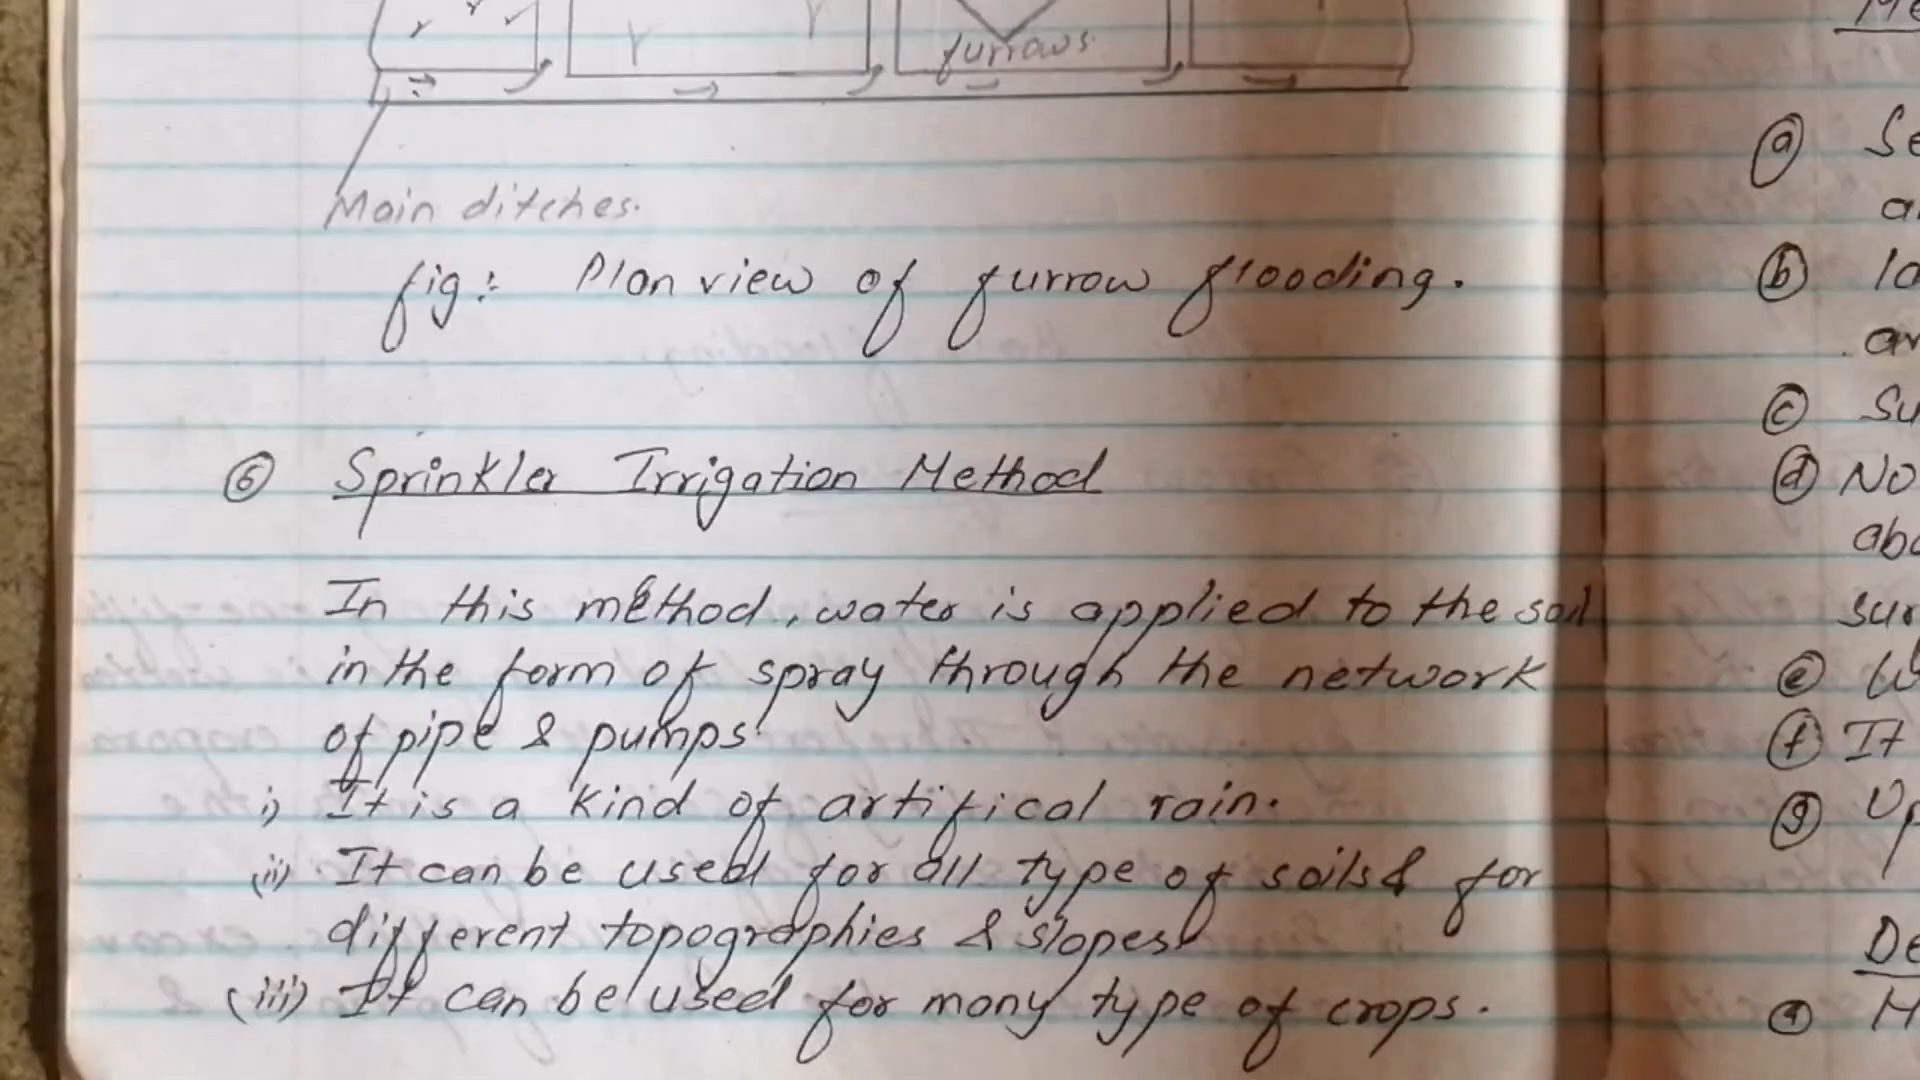 furrows
Main ditches.
fig:- Plan view of furrow flooding.
⑥ Sprinkler Irrigation Method
In this method, water is applied to the soil
in the form of spray through the network
of pipe & pumps
i) It is a kind of artifical rain.
(ii) It can be used for all type of soils & for
different topographies & slopes
(iii) It can be used for many type of crops.
ⓐ
ⓑ
ⓒ
ⓓ NO
ⓔ
ⓕ It
ⓖ
ⓐ